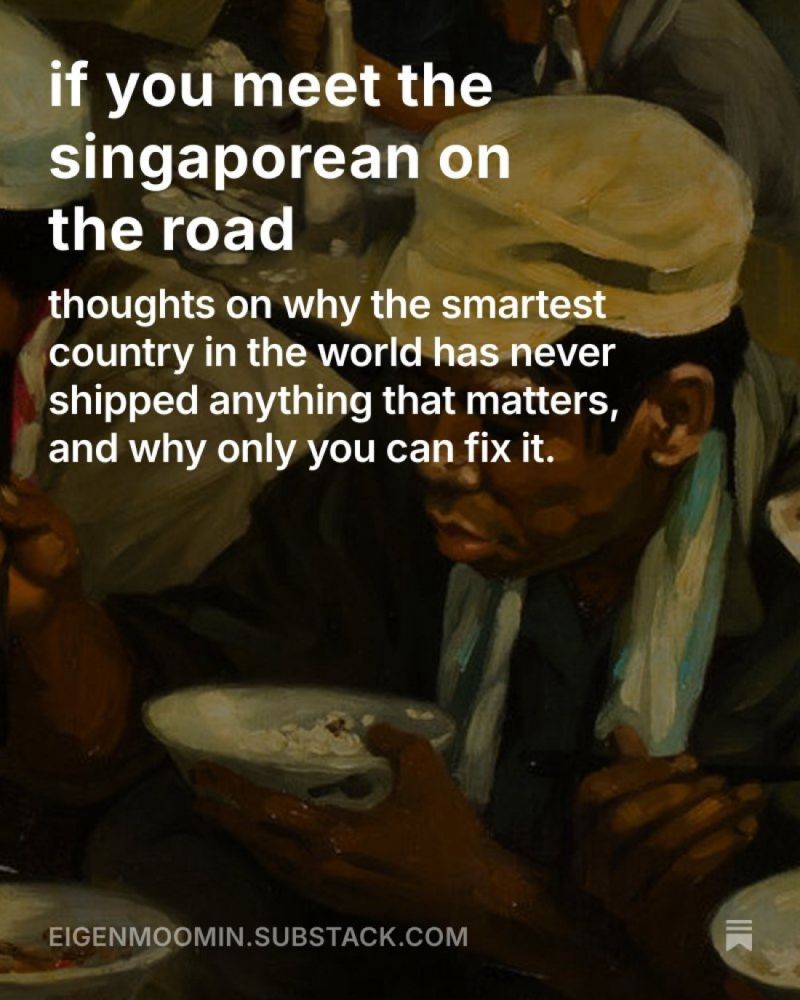 if you meet the
singaporean on
the road
thoughts on why the smartest
country in the world has never
shipped anything that matters,
and why only you can fix it.
EIGENMOOMIN.SUBSTACK.COM